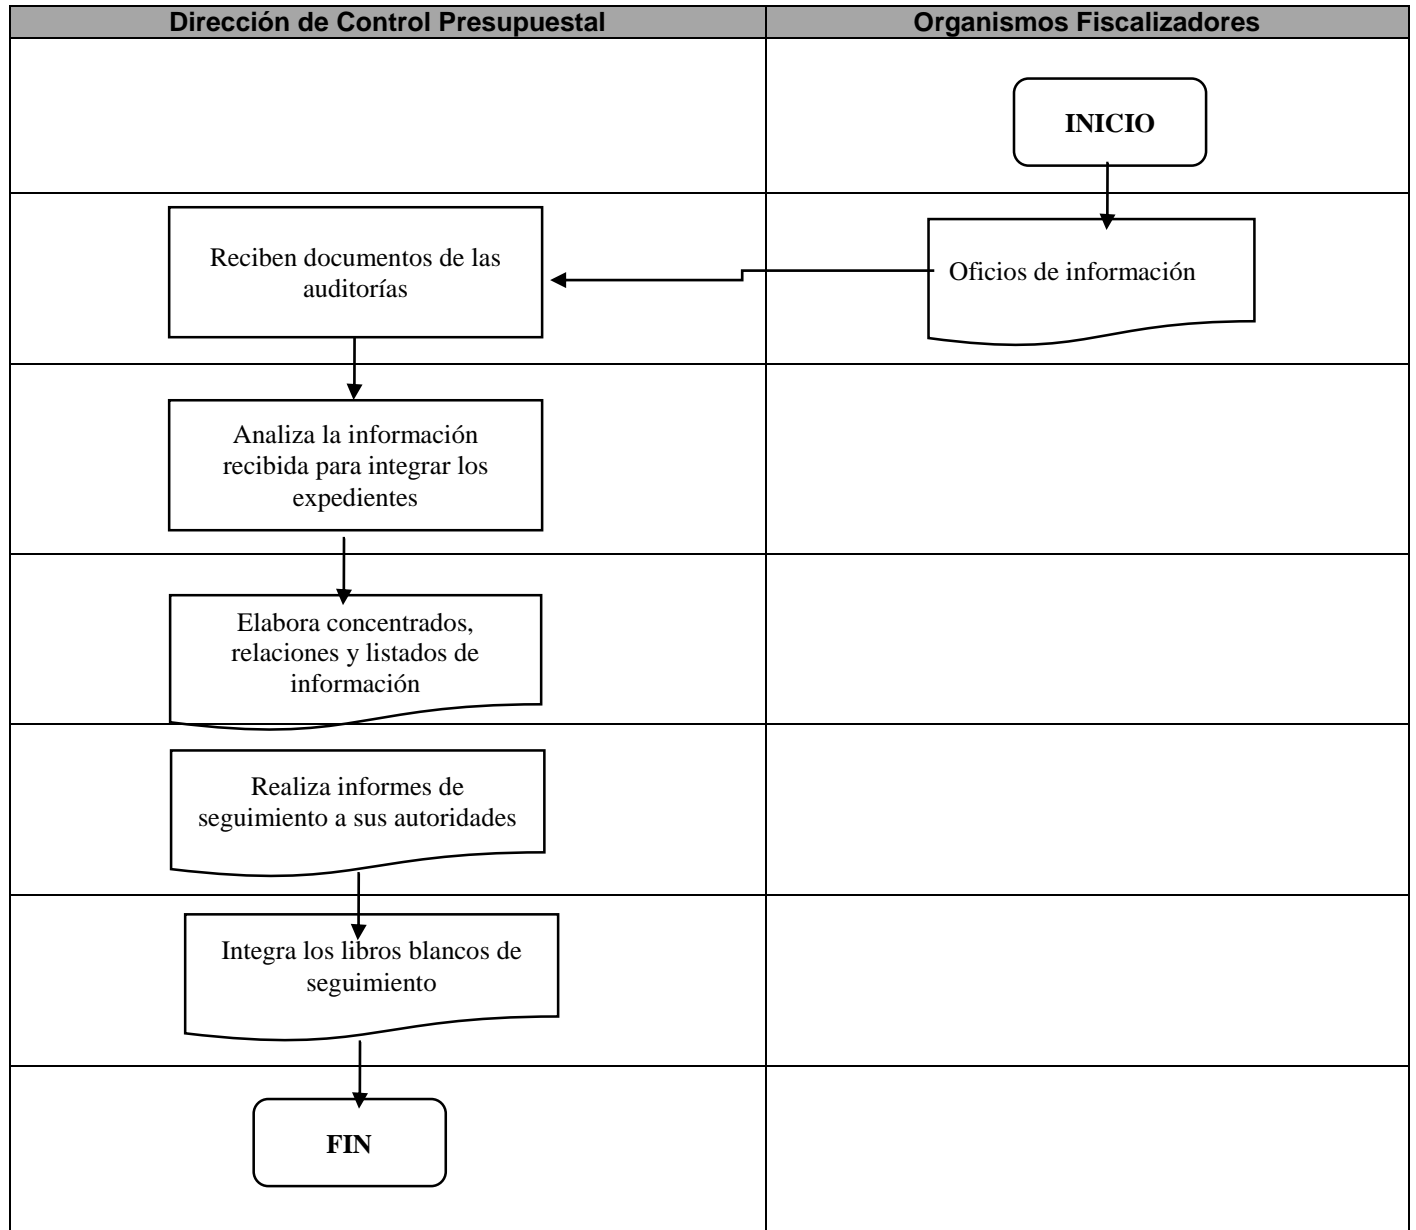 Dirección de Control Presupuestal
Organismos Fiscalizadores
INICIO
Reciben documentos de las
auditorías
Oficios de información
Analiza la información
recibida para integrar los
expedientes
Elabora concentrados,
relaciones y listados de
información
Realiza informes de
seguimiento a sus autoridades
Integra los libros blancos de
seguimiento
FIN